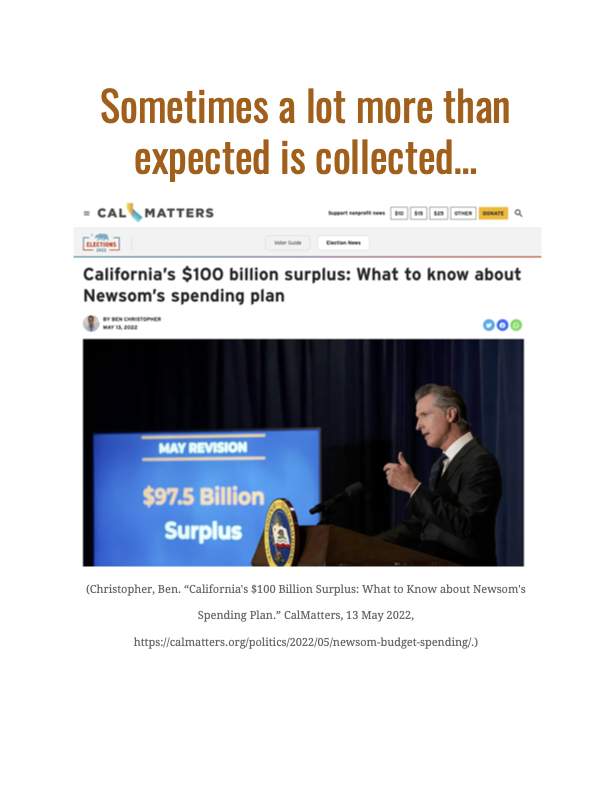 Sometimes a lot more than
expected is collected...
CAL MATTERS
Support nonprofit news $10 $15 $25 OTHER DONATE
ELECTIONS 2022 Voter Guide Election News
California's $100 billion surplus: What to know about
Newsom's spending plan
BY BEN CHRISTOPHER
MAY 13, 2022
MAY REVISION
$97.5 Billion
Surplus
(Christopher, Ben. “California's $100 Billion Surplus: What to Know about Newsom's
Spending Plan.” CalMatters, 13 May 2022,
https://calmatters.org/politics/2022/05/newsom-budget-spending/.)